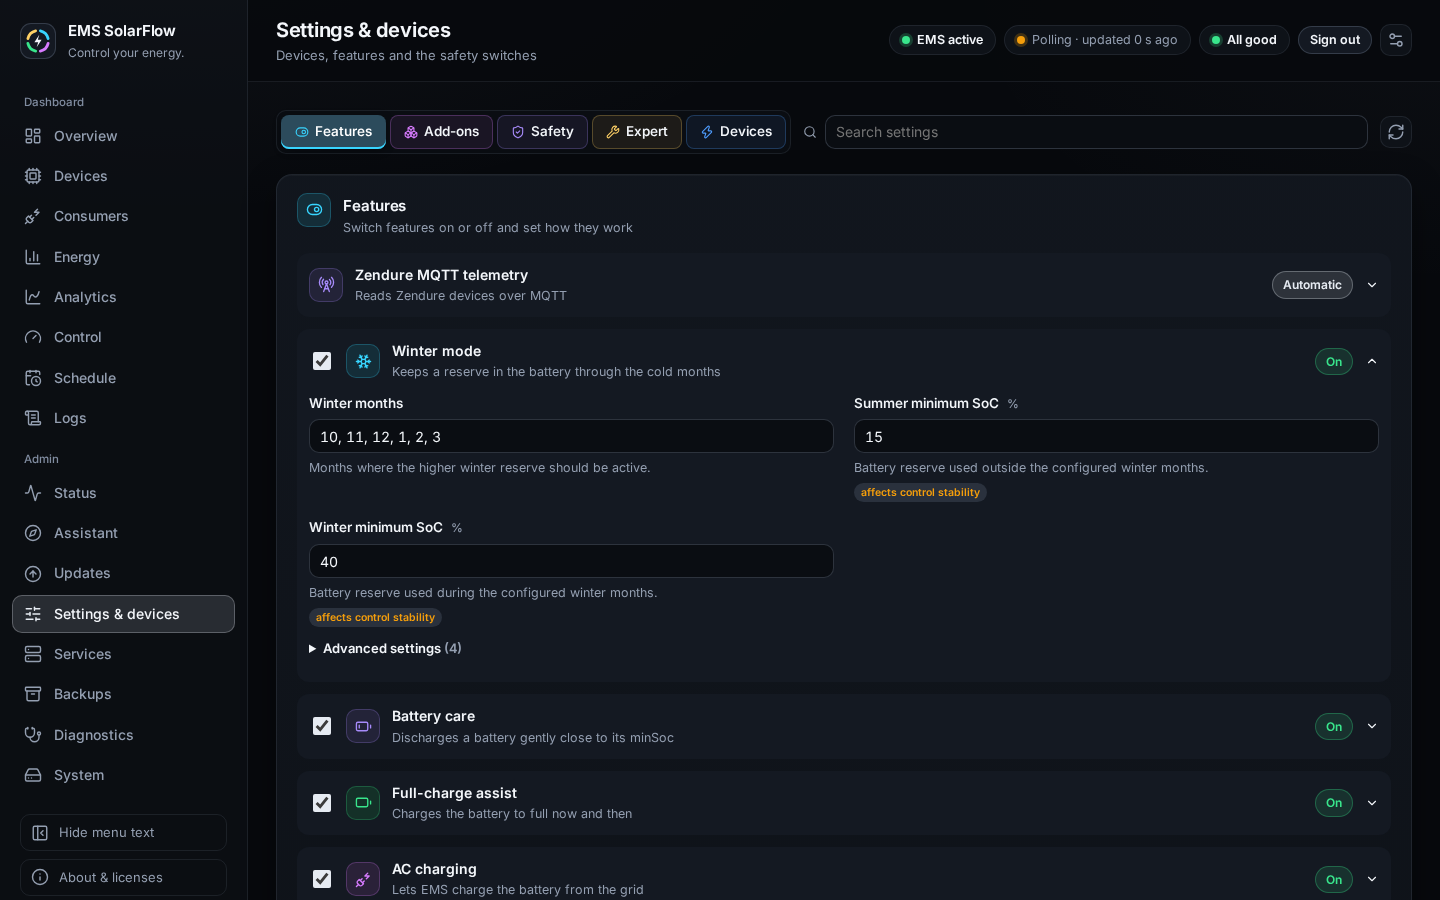 EMS SolarFlow
Control your energy.
Dashboard
Overview
Devices
Consumers
Energy
Analytics
Control
Schedule
Logs
Admin
Status
Assistant
Updates
Settings & devices
Services
Backups
Diagnostics
System
Hide menu text
About & licenses
Settings & devices
Devices, features and the safety switches
EMS active
Polling · updated 0 s ago
All good
Sign out
Features
Add-ons
Safety
Expert
Devices
Search settings
Features
Switch features on or off and set how they work
Zendure MQTT telemetry
Reads Zendure devices over MQTT
Automatic
Winter mode
Keeps a reserve in the battery through the cold months
On
Winter months
10, 11, 12, 1, 2, 3
Months where the higher winter reserve should be active.
Summer minimum SoC %
15
Battery reserve used outside the configured winter months.
affects control stability
Winter minimum SoC %
40
Battery reserve used during the configured winter months.
affects control stability
Advanced settings (4)
Battery care
Discharges a battery gently close to its minSoc
On
Full-charge assist
Charges the battery to full now and then
On
AC charging
Lets EMS charge the battery from the grid
On